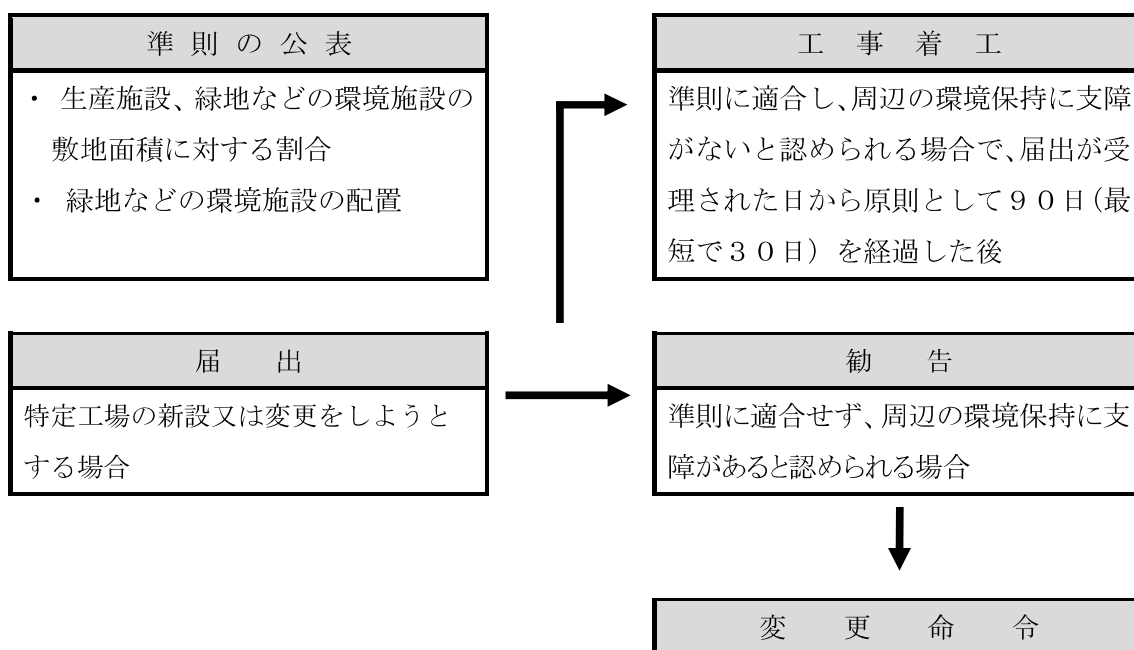 準則の公表
・ 生産施設、緑地などの環境施設の
敷地面積に対する割合
・ 緑地などの環境施設の配置
工事着工
準則に適合し、周辺の環境保持に支障
がないと認められる場合で、届出が受
理された日から原則として９０日（最
短で３０日）を経過した後
届出
特定工場の新設又は変更をしようと
する場合
勧告
準則に適合せず、周辺の環境保持に支
障があると認められる場合
変更命令